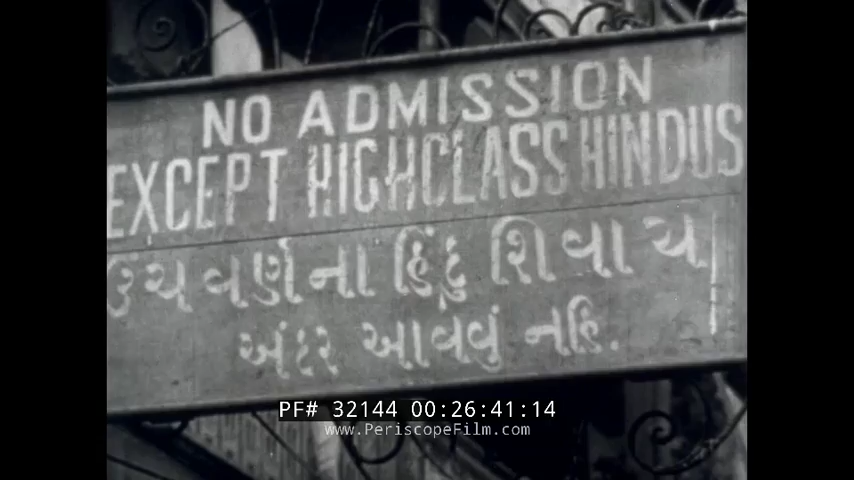 NO ADMISSION
EXCEPT HIGHCLASS HINDUS
ઉચ વર્ણના હિંદુ શિવાય
અંદર આવવું નહિ.
PF# 32144 00:26:41:14
www.PeriscopeFilm.com